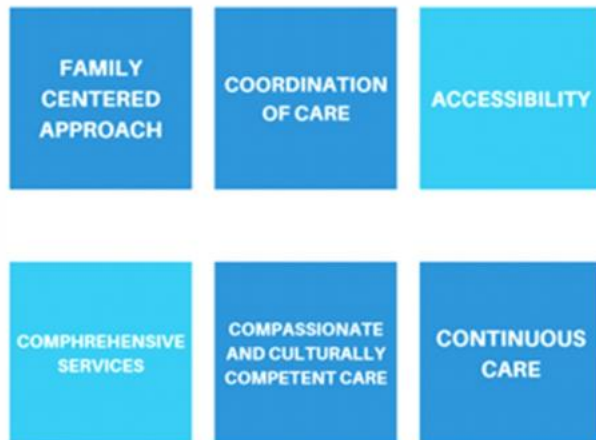 FAMILY
CENTERED
APPROACH
COORDINATION
OF CARE
ACCESSIBILITY
COMPHREHENSIVE
SERVICES
COMPASSIONATE
AND CULTURALLY
COMPETENT CARE
CONTINUOUS
CARE